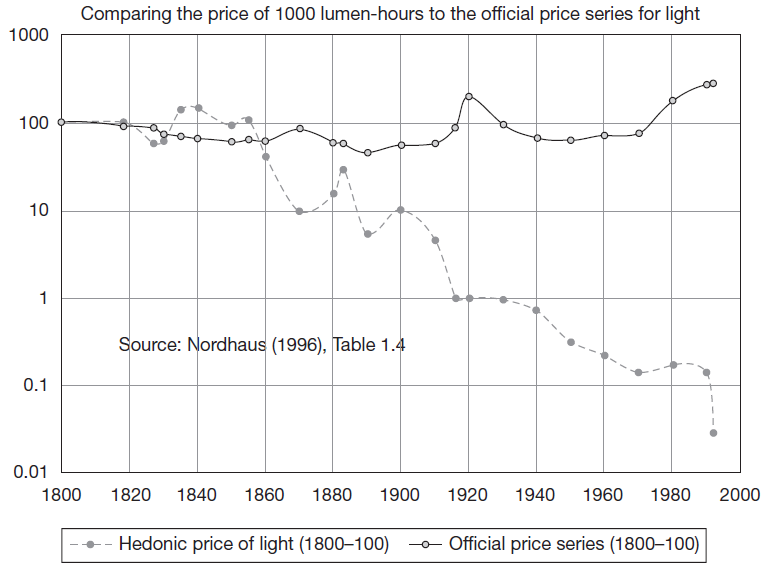 Comparing the price of 1000 lumen-hours to the official price series for light
1000
100
10
1
0.1
0.01
Source: Nordhaus (1996), Table 1.4
1800 1820 1840 1860 1880 1900 1920 1940 1960 1980 2000
Hedonic price of light (1800–100) Official price series (1800–100)